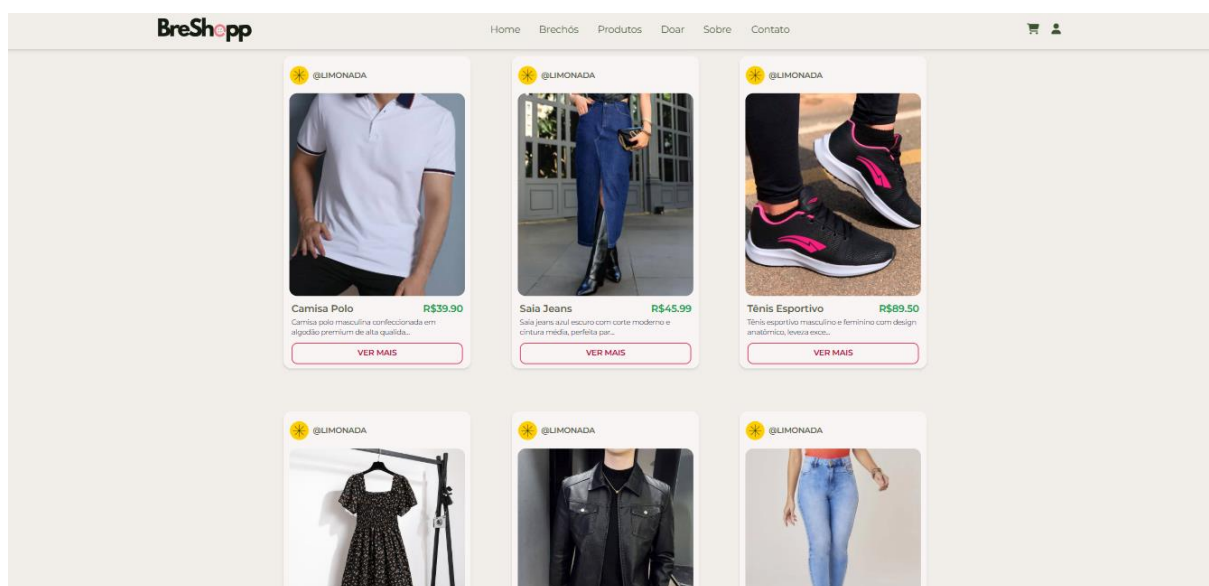 BreShopp
Home Brechós Produtos Doar Sobre Contato
@LIMONADA
Camisa Polo R$39.90
Camisa polo masculina confeccionada em
algodão premium de alta qualida...
VER MAIS
@LIMONADA
Saia Jeans R$45.99
Saia jeans azul escuro com corte moderno e
cintura média, perfeita par...
VER MAIS
@LIMONADA
Tênis Esportivo R$89.50
Tênis esportivo masculino e feminino com design
anatômico, leveza exce...
VER MAIS
@LIMONADA
@LIMONADA
@LIMONADA